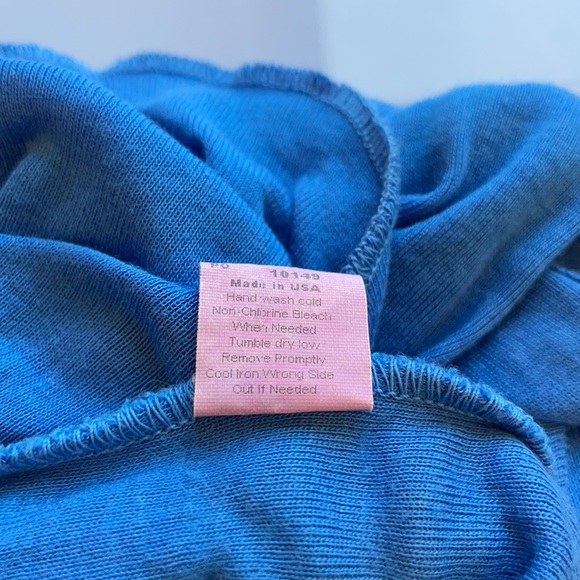 PO 10149
Made in USA
Hand wash cold
Non-Chlorine Bleach
When Needed
Tumble dry low
Remove Promptly
Cool Iron Wrong Side
Out If Needed